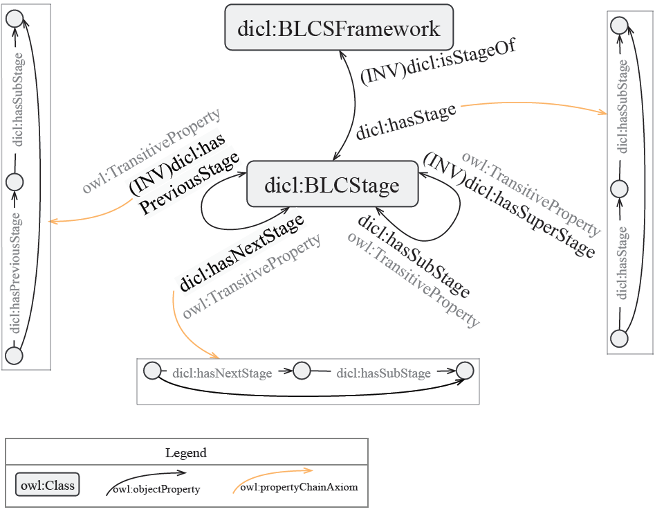 dicl:BLCSFramework
(INV)dicl:isStageOf
dicl:hasStage
dicl:hasSubStage
dicl:hasPreviousStage
owl:TransitiveProperty
(INV)dicl:has
PreviousStage
dicl:BLCStage
owl:TransitiveProperty
(INV)dicl:hasSuperStage
dicl:hasSubStage
dicl:hasStage
dicl:hasNextStage
owl:TransitiveProperty
dicl:hasSubStage
owl:TransitiveProperty
dicl:hasNextStage
dicl:hasSubStage
Legend
owl:Class
owl:objectProperty
owl:propertyChainAxiom